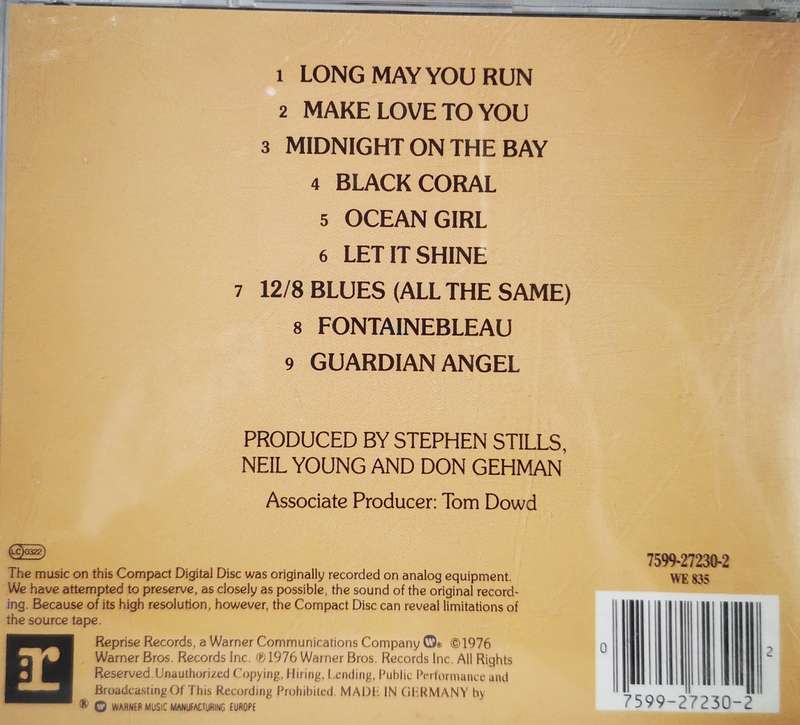 1 LONG MAY YOU RUN
2 MAKE LOVE TO YOU
3 MIDNIGHT ON THE BAY
4 BLACK CORAL
5 OCEAN GIRL
6 LET IT SHINE
7 12/8 BLUES (ALL THE SAME)
8 FONTAINEBLEAU
9 GUARDIAN ANGEL
PRODUCED BY STEPHEN STILLS,
NEIL YOUNG AND DON GEHMAN
Associate Producer: Tom Dowd
LC 0322
The music on this Compact Digital Disc was originally recorded on analog equipment.
We have attempted to preserve, as closely as possible, the sound of the original record-
ing. Because of its high resolution, however, the Compact Disc can reveal limitations of
the source tape.
7599-27230-2
WE 835
r
Reprise Records, a Warner Communications Company W ® ©1976
Warner Bros. Records Inc. ℗1976 Warner Bros. Records Inc. All Rights
Reserved.Unauthorized Copying, Hiring, Lending, Public Performance and
Broadcasting Of This Recording Prohibited. MADE IN GERMANY by
® W WARNER MUSIC MANUFACTURING EUROPE
0 2
7599-27230-2